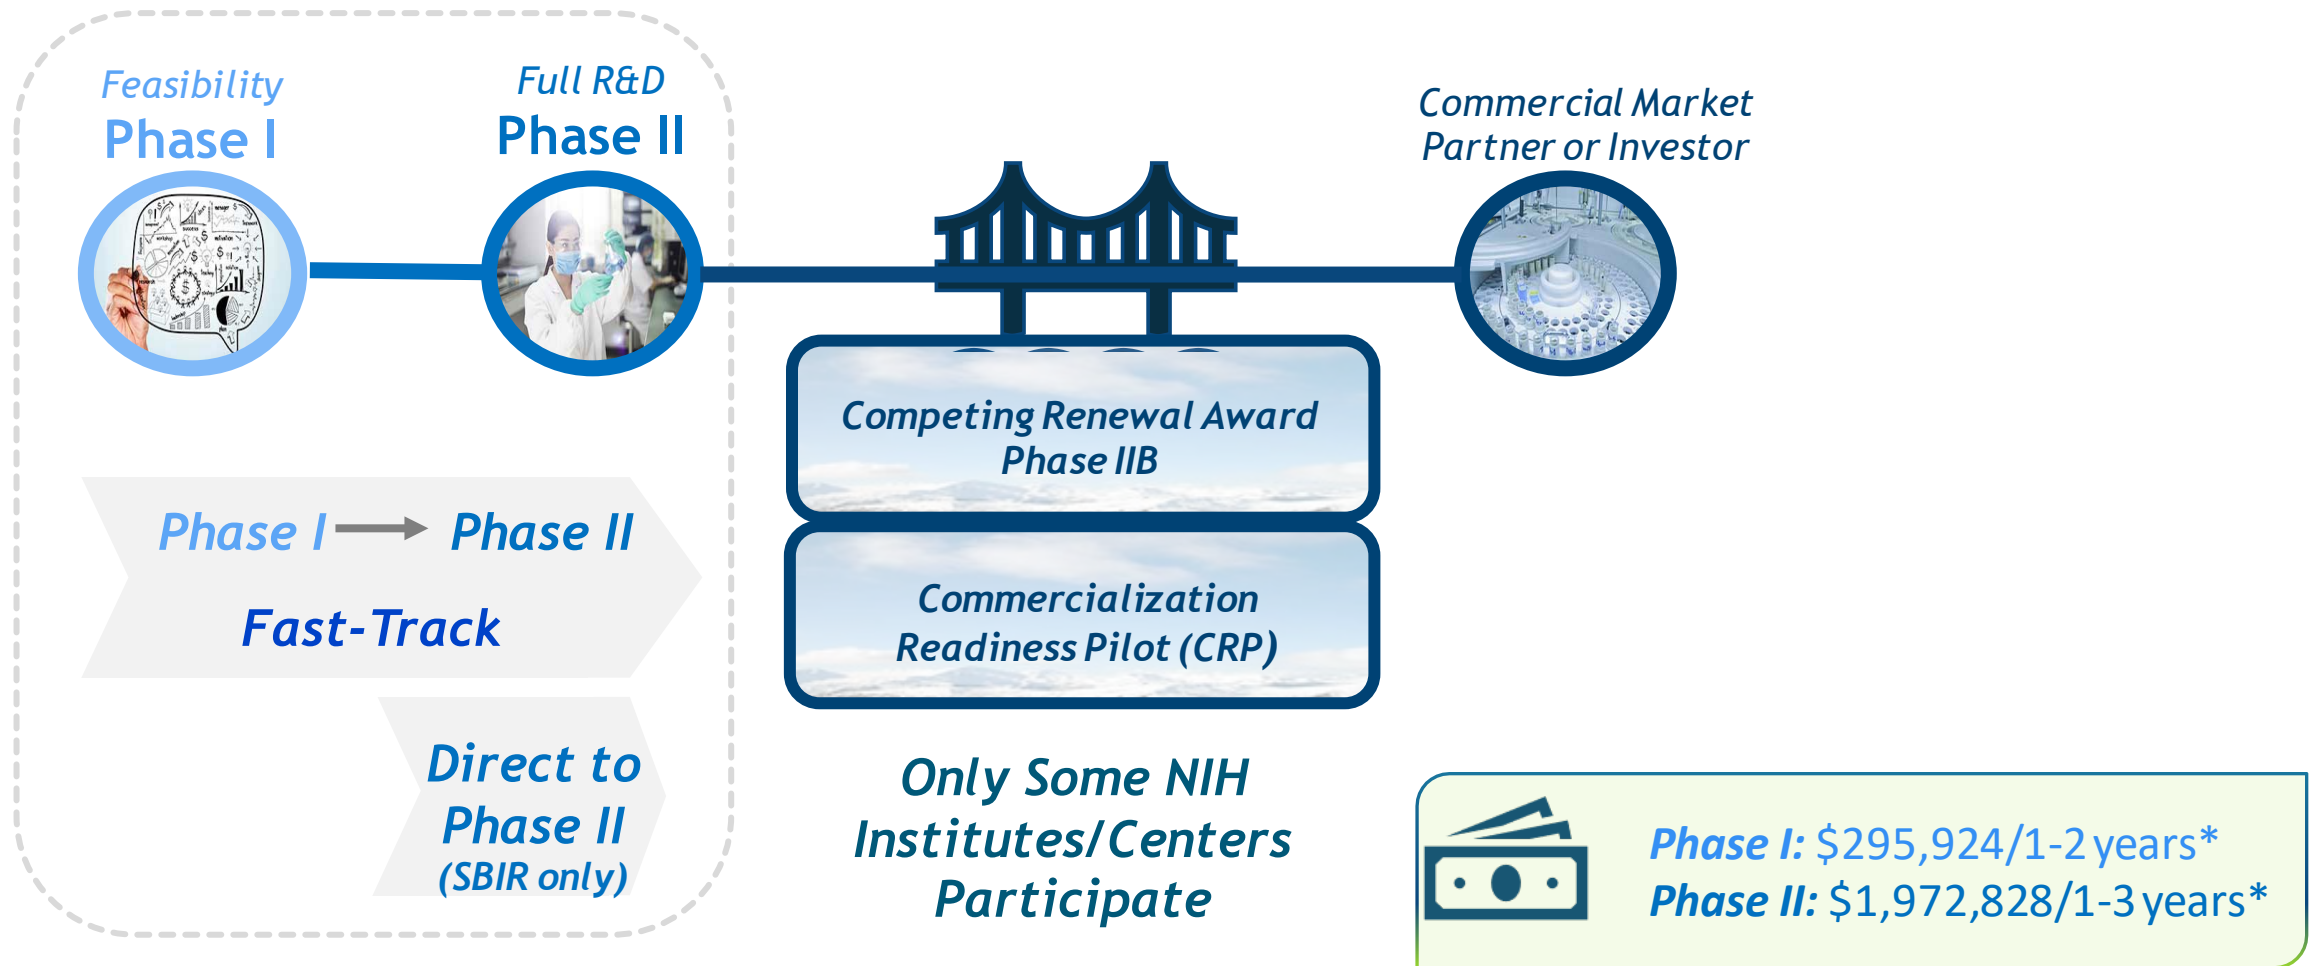 Feasibility
Phase I
Full R&D
Phase II
Commercial Market
Partner or Investor
Competing Renewal Award
Phase IIB
Commercialization
Readiness Pilot (CRP)
Phase I
Phase II
Fast-Track
Direct to
Phase II
(SBIR only)
Only Some NIH
Institutes/Centers
Participate
Phase I: $295,924/1-2 years*
Phase II: $1,972,828/1-3 years*